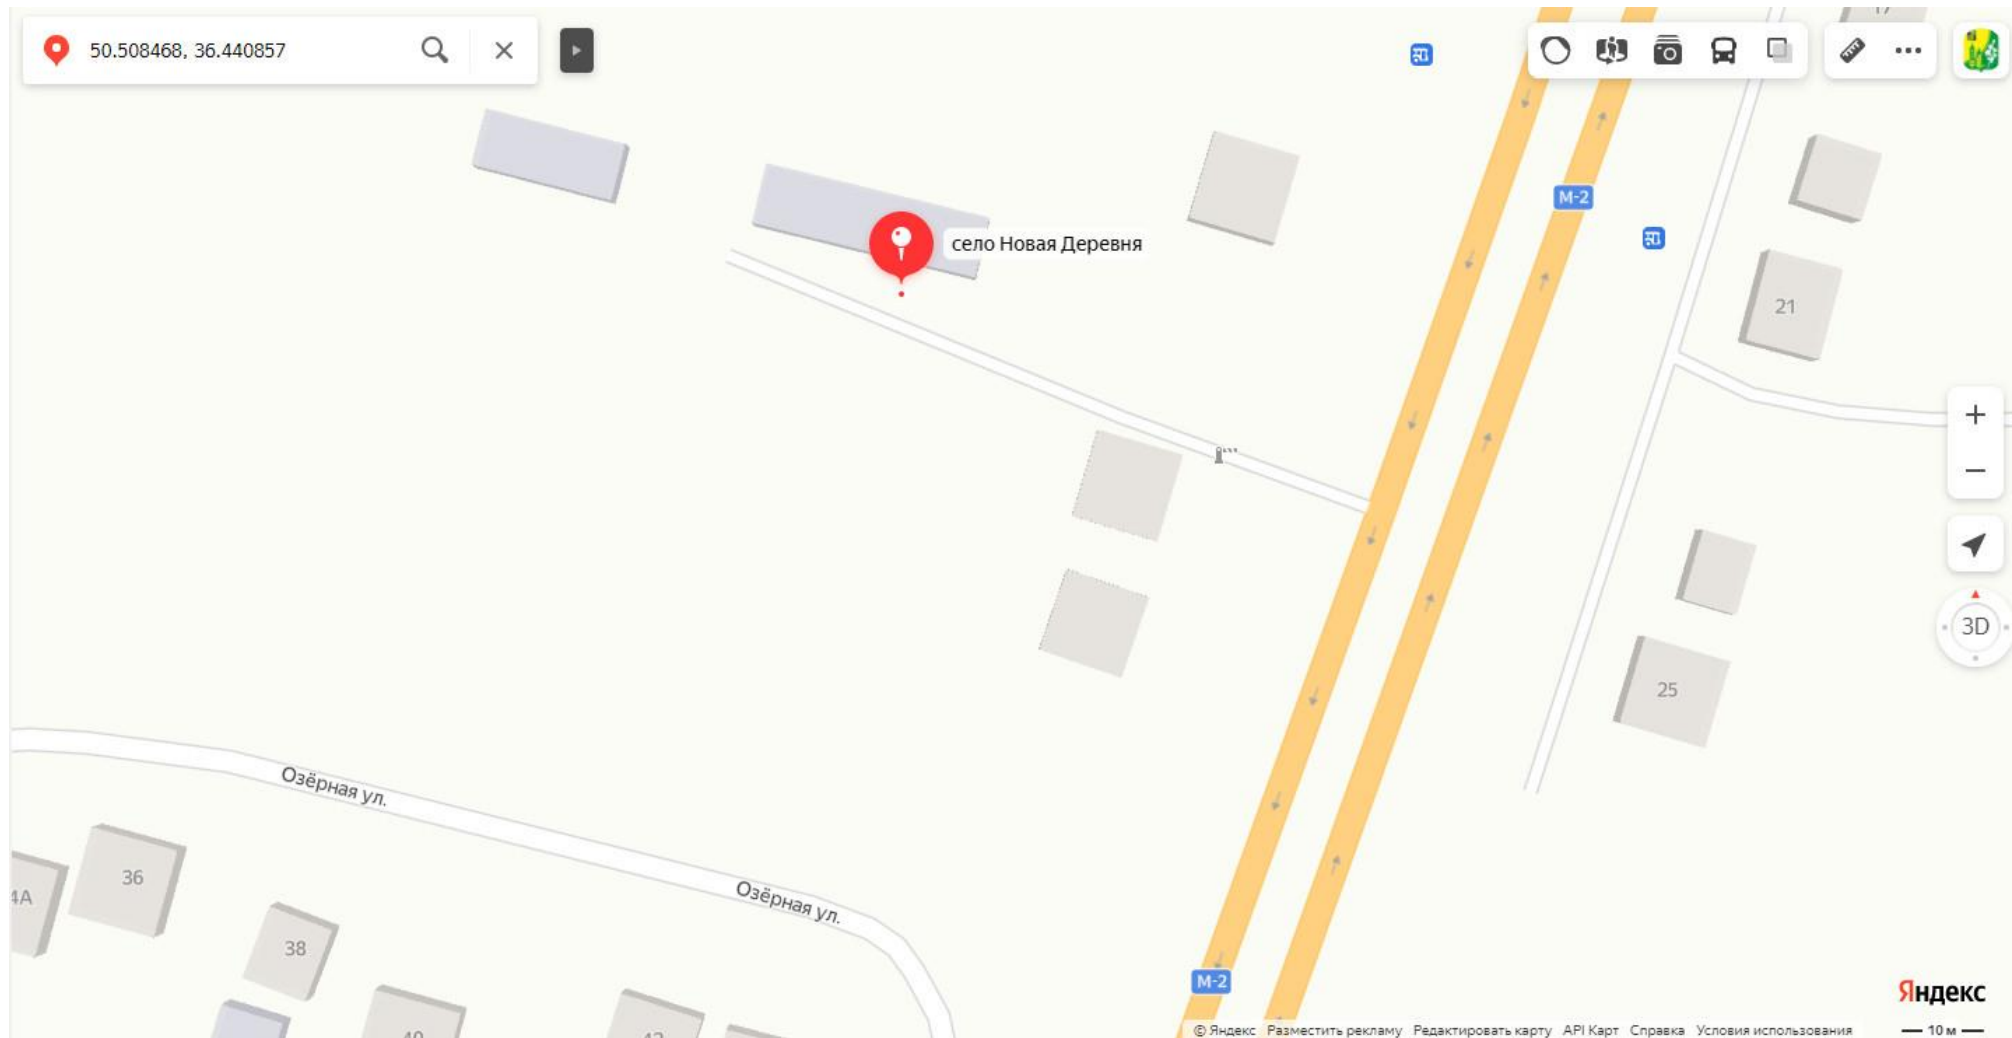 50.508468, 36.440857
17
М-2
село Новая Деревня
21
3D
25
Озёрная ул.
36
Озёрная ул.
38
М-2
Яндекс
© Яндекс Разместить рекламу Редактировать карту API Карт Справка Условия использования
10 м